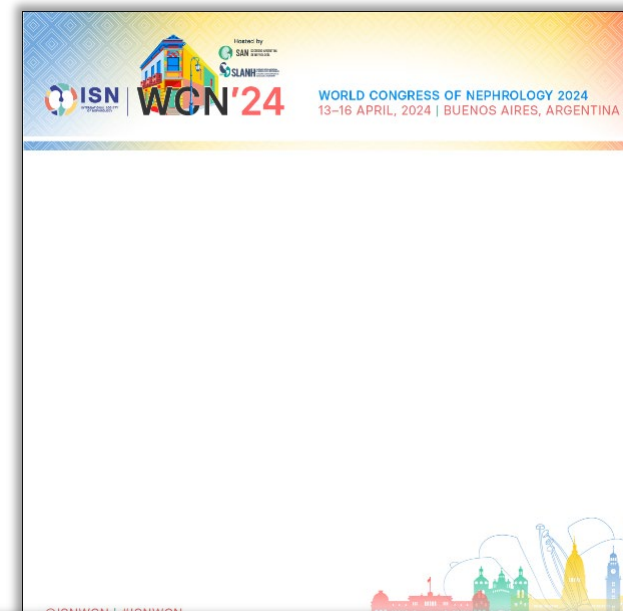 Hosted by
SAN
SLANH
ISN | WCN'24
WORLD CONGRESS OF NEPHROLOGY 2024
13–16 APRIL, 2024 | BUENOS AIRES, ARGENTINA